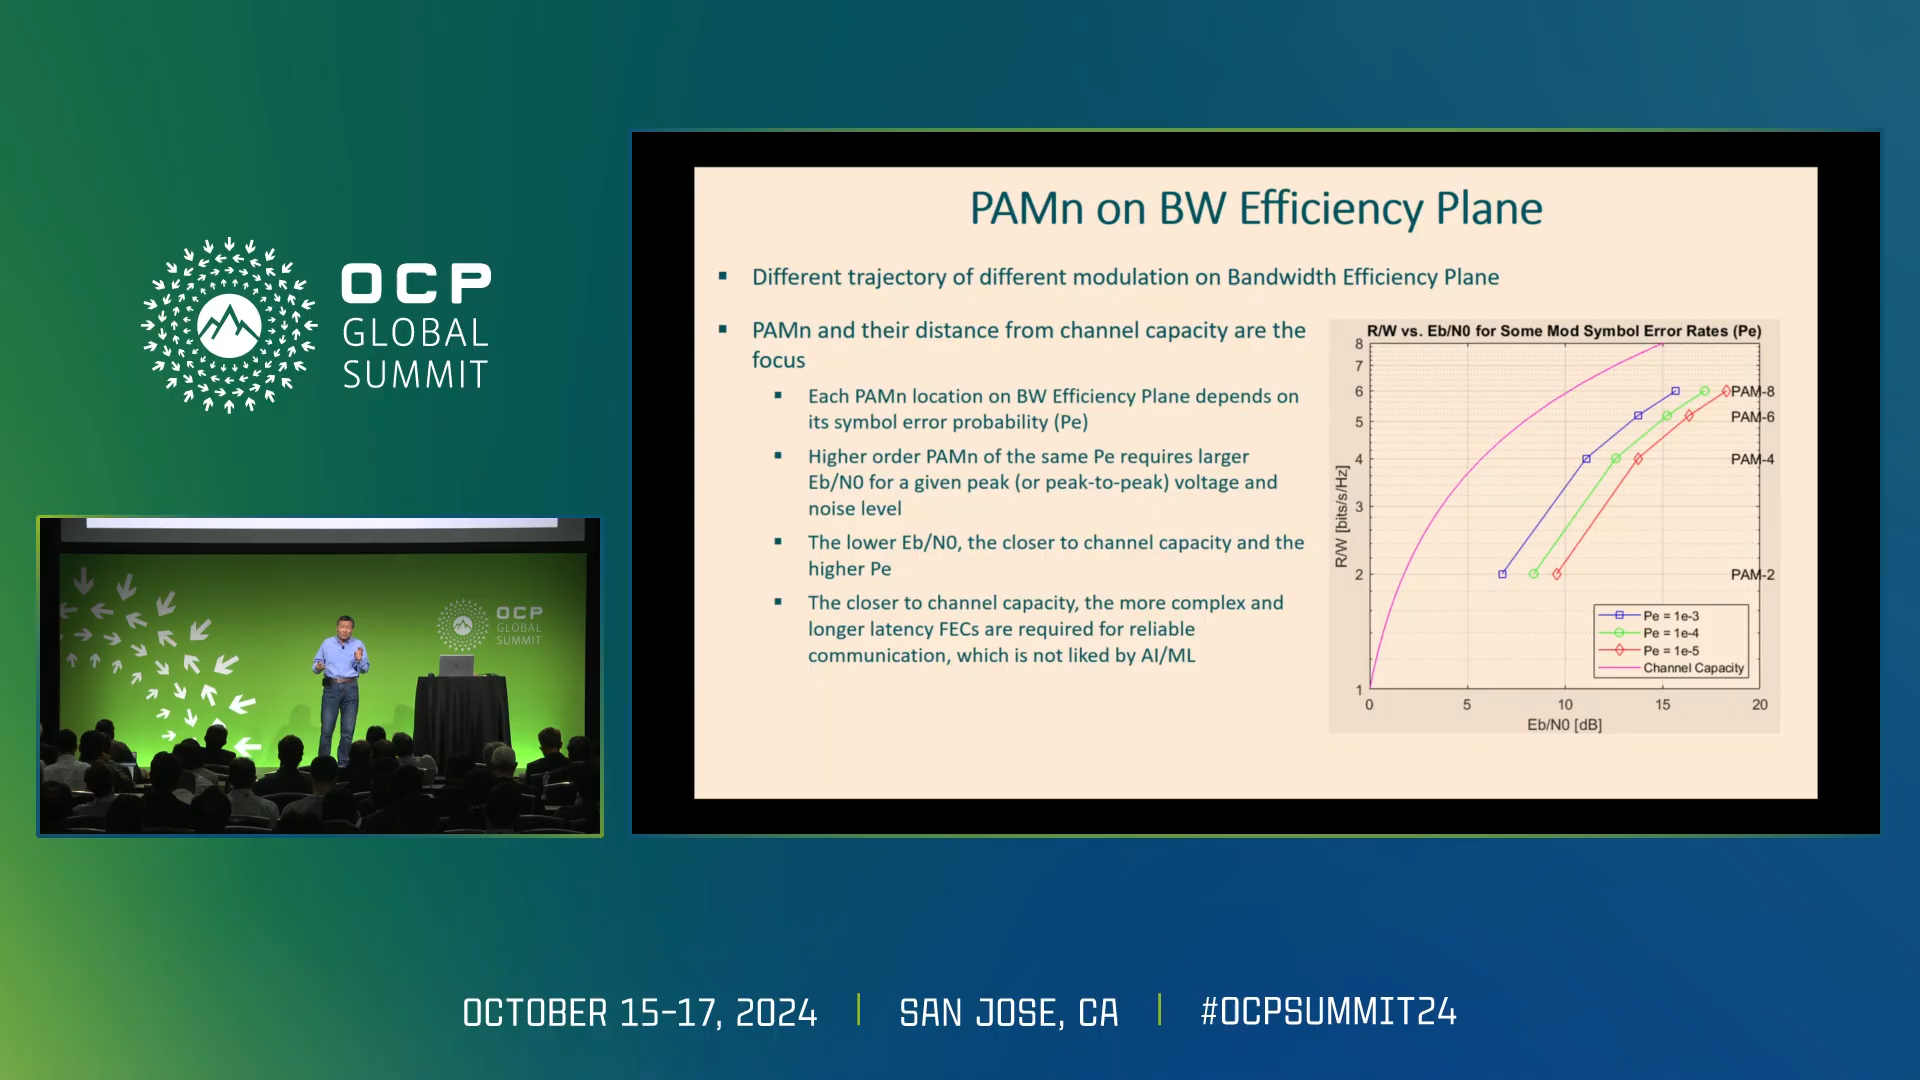 OCP
GLOBAL
SUMMIT
PAMn on BW Efficiency Plane
▪ Different trajectory of different modulation on Bandwidth Efficiency Plane
▪ PAMn and their distance from channel capacity are the
focus
▪ Each PAMn location on BW Efficiency Plane depends on
its symbol error probability (Pe)
▪ Higher order PAMn of the same Pe requires larger
Eb/N0 for a given peak (or peak-to-peak) voltage and
noise level
▪ The lower Eb/N0, the closer to channel capacity and the
higher Pe
▪ The closer to channel capacity, the more complex and
longer latency FECs are required for reliable
communication, which is not liked by AI/ML
R/W vs. Eb/N0 for Some Mod Symbol Error Rates (Pe)
8
7
6
5
4
3
2
1
R/W [bits/s/Hz]
PAM-8
PAM-6
PAM-4
PAM-2
Pe = 1e-3
Pe = 1e-4
Pe = 1e-5
Channel Capacity
0 5 10 15 20
Eb/N0 [dB]
OCP
GLOBAL
SUMMIT
OCTOBER 15-17, 2024 | SAN JOSE, CA | #OCPSUMMIT24